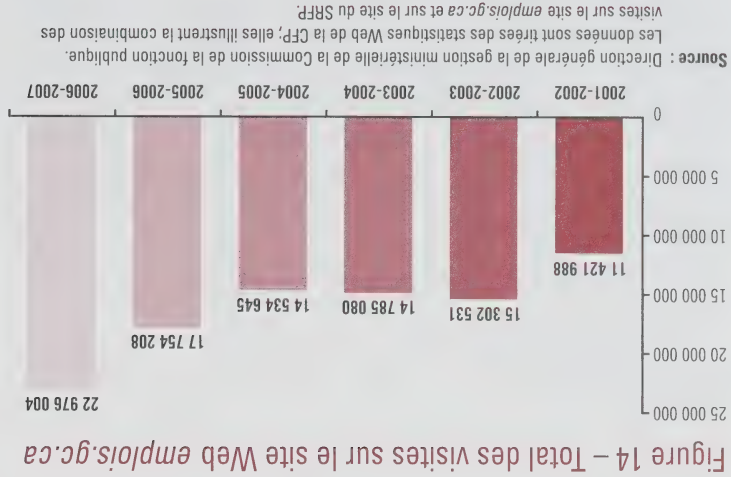 Figure 14 – Total des visites sur le site Web emplois.gc.ca
25 000 000
20 000 000
15 000 000
10 000 000
5 000 000
0
11 421 988
15 302 531
14 785 080
14 534 645
17 754 208
22 976 004
2001-2002
2002-2003
2003-2004
2004-2005
2005-2006
2006-2007
Source : Direction générale de la gestion ministérielle de la Commission de la fonction publique.
Les données sont tirées des statistiques Web de la CFP; elles illustrent la combinaison des
visites sur le site emplois.gc.ca et sur le site du SRFP.